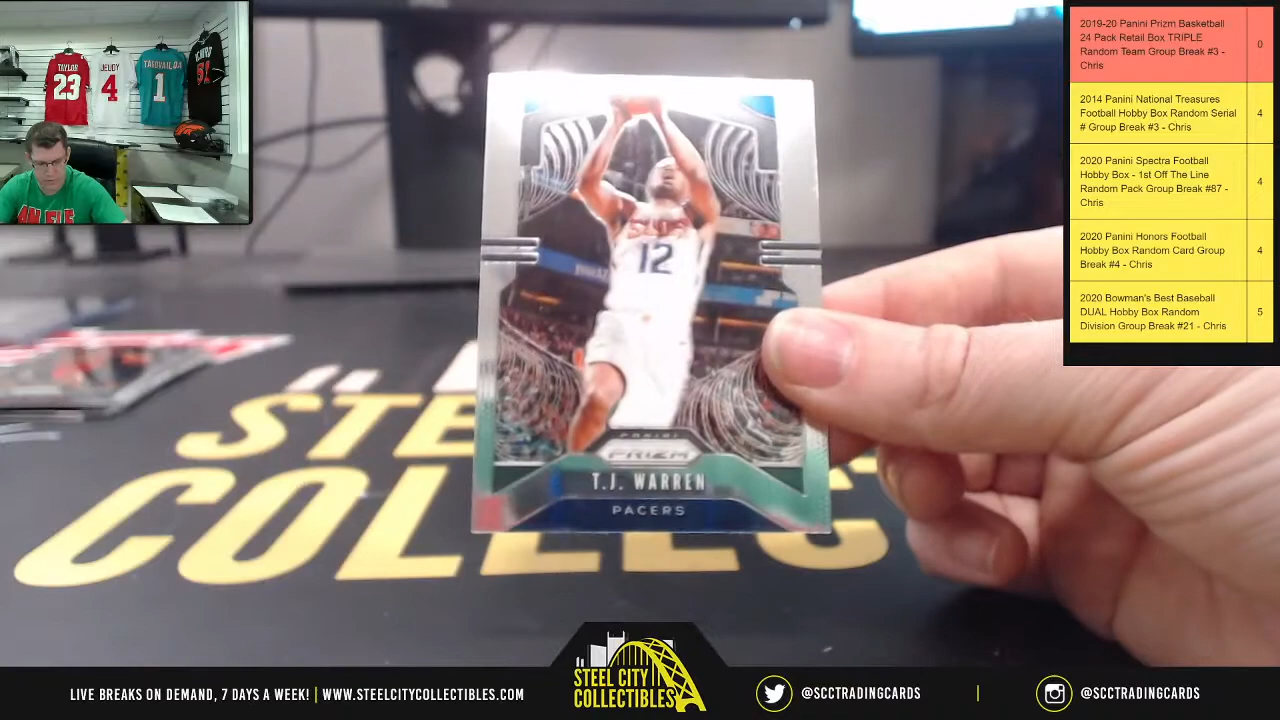 TAYLOR
23
JEUDY
4
TAGOVAILOA
1
51
2019-20 Panini Prizm Basketball
24 Pack Retail Box TRIPLE
Random Team Group Break #3 -
Chris
0
2014 Panini National Treasures
Football Hobby Box Random Serial
# Group Break #3 - Chris
4
2020 Panini Spectra Football
Hobby Box - 1st Off The Line
Random Pack Group Break #87 -
Chris
4
2020 Panini Honors Football
Hobby Box Random Card Group
Break #4 - Chris
4
2020 Bowman's Best Baseball
DUAL Hobby Box Random
Division Group Break #21 - Chris
5
12
PANINI
PRIZM
T.J. WARREN
PACERS
STE
COLLEC
LIVE BREAKS ON DEMAND, 7 DAYS A WEEK! | WWW.STEELCITYCOLLECTIBLES.COM
STEEL CITY
COLLECTIBLES
@SCCTRADINGCARDS
@SCCTRADINGCARDS